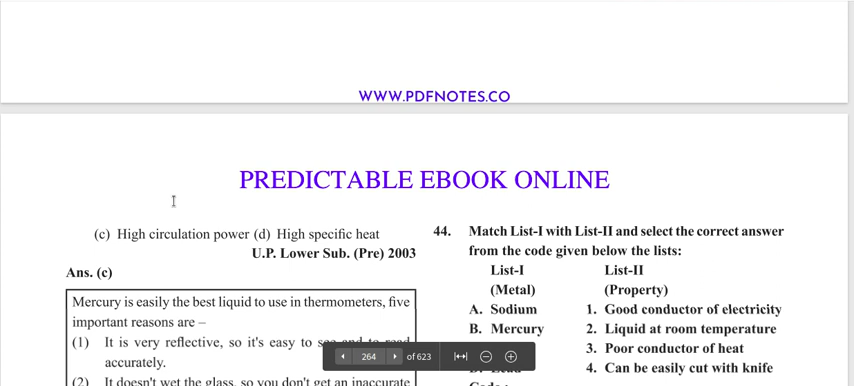 WWW.PDFNOTES.CO
PREDICTABLE EBOOK ONLINE
(c) High circulation power (d) High specific heat
U.P. Lower Sub. (Pre) 2003
Ans. (c)
Mercury is easily the best liquid to use in thermometers, five
important reasons are –
(1) It is very reflective, so it's easy to see and to read
accurately.
(2) It doesn't wet the glass, so you don't get an inaccurate
44. Match List-I with List-II and select the correct answer
from the code given below the lists:
List-I List-II
(Metal) (Property)
A. Sodium 1. Good conductor of electricity
B. Mercury 2. Liquid at room temperature
3. Poor conductor of heat
D. Lead 4. Can be easily cut with knife
264 of 623